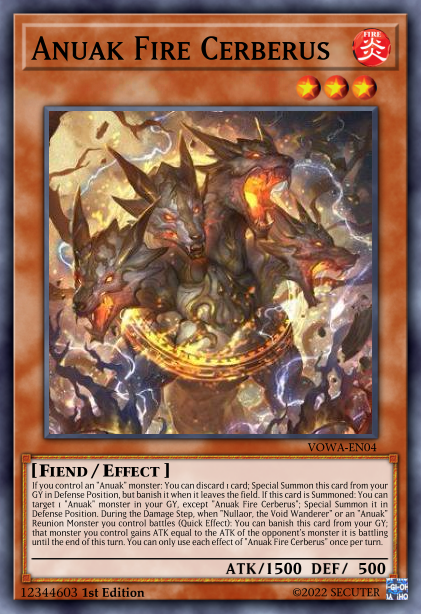 Anuak Fire Cerberus
FIRE
炎
VOWA-EN04
[Fiend / Effect ]
If you control an "Anuak" monster: You can discard 1 card; Special Summon this card from your
GY in Defense Position, but banish it when it leaves the field. If this card is Summoned: You can
target 1 "Anuak" monster in your GY, except "Anuak Fire Cerberus"; Special Summon it in
Defense Position. During the Damage Step, when "Nullaor, the Void Wanderer" or an "Anuak"
Reunion Monster you control battles (Quick Effect): You can banish this card from your GY;
that monster you control gains ATK equal to the ATK of the opponent's monster it is battling
until the end of this turn. You can only use each effect of "Anuak Fire Cerberus" once per turn.
ATK/1500 DEF/ 500
12344603 1st Edition
©2022 SECUTER